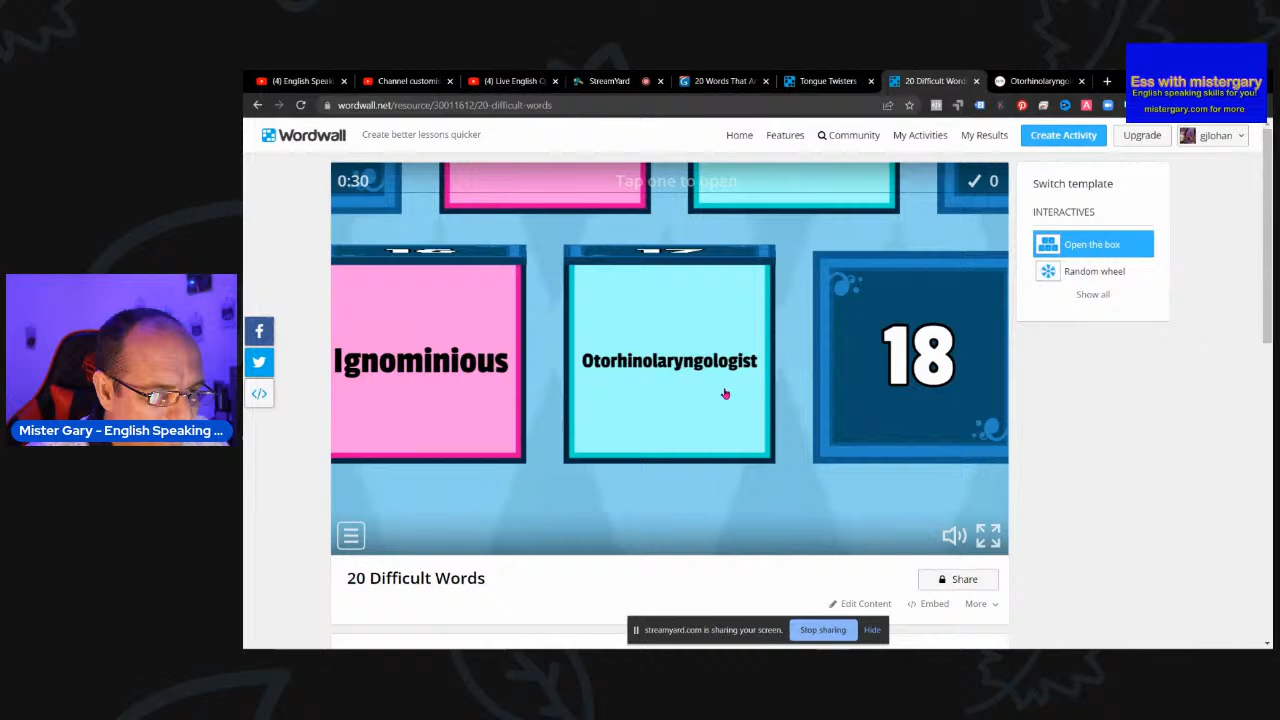 Ess with mistergary
English speaking skills for you!
mistergary.com for more
(4) English Speak
Channel customis
(4) Live English Q
StreamYard
20 Words That Ar
Tongue Twisters
20 Difficult Word
Otorhinolaryngo
wordwall.net/resource/30011612/20-difficult-words
Wordwall
Create better lessons quicker
Home
Features
Community
My Activities
My Results
Create Activity
Upgrade
gjlohan
0:30
Tap one to open
0
Switch template
INTERACTIVES
Open the box
Random wheel
Show all
16
17
Ignominious
Otorhinolaryngologist
18
Mister Gary - English Speaking ...
20 Difficult Words
Share
Edit Content
Embed
More
streamyard.com is sharing your screen.
Stop sharing
Hide